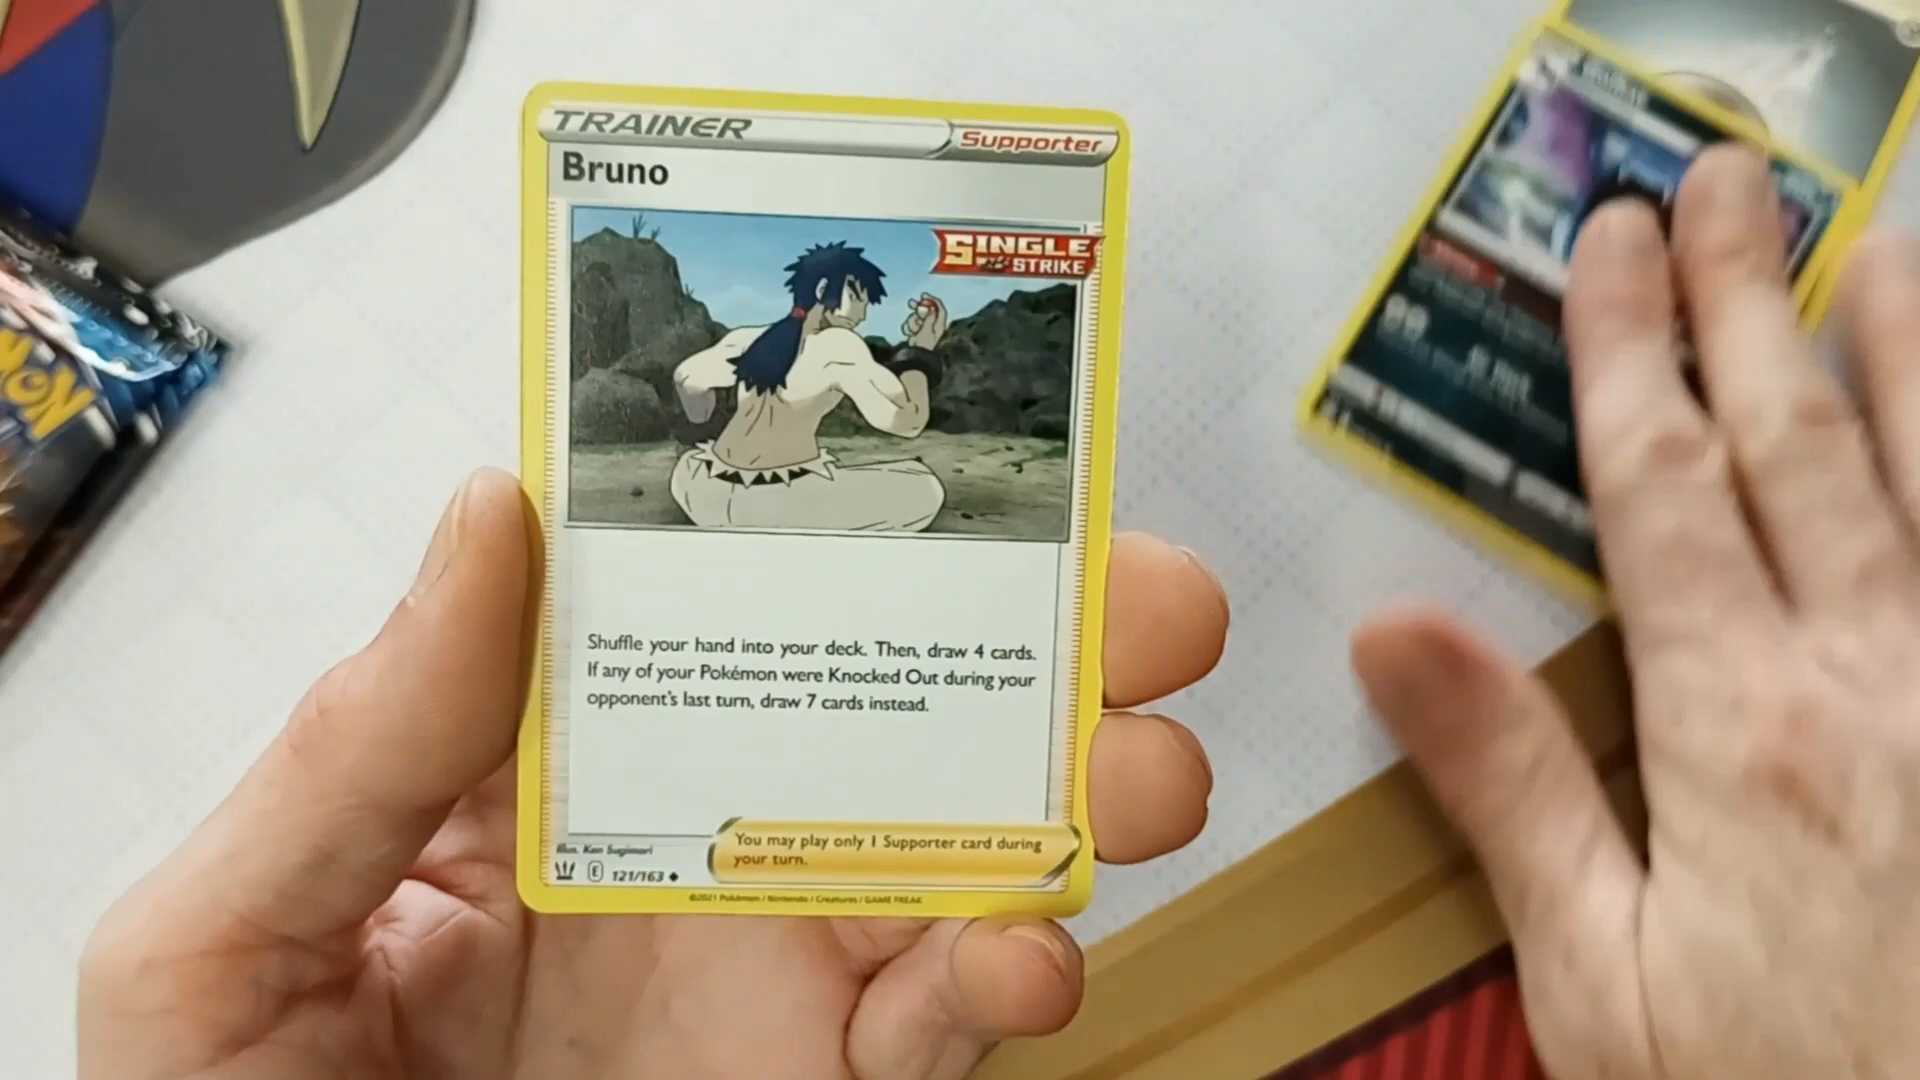 TRAINER
Supporter
Bruno
SINGLE
STRIKE
Shuffle your hand into your deck. Then, draw 4 cards.
If any of your Pokémon were Knocked Out during your
opponent's last turn, draw 7 cards instead.
You may play only 1 Supporter card during
your turn.
Illus. Ken Sugimori
E 121/163
©2021 Pokémon / Nintendo / Creatures / GAME FREAK